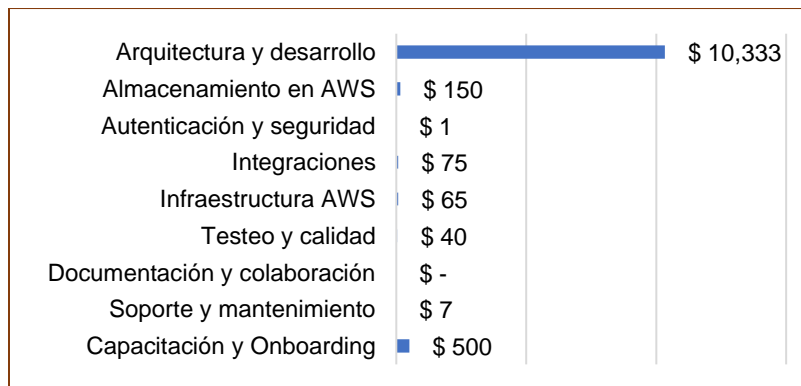 Arquitectura y desarrollo $ 10,333
Almacenamiento en AWS $ 150
Autenticación y seguridad $ 1
Integraciones $ 75
Infraestructura AWS $ 65
Testeo y calidad $ 40
Documentación y colaboración $ -
Soporte y mantenimiento $ 7
Capacitación y Onboarding $ 500